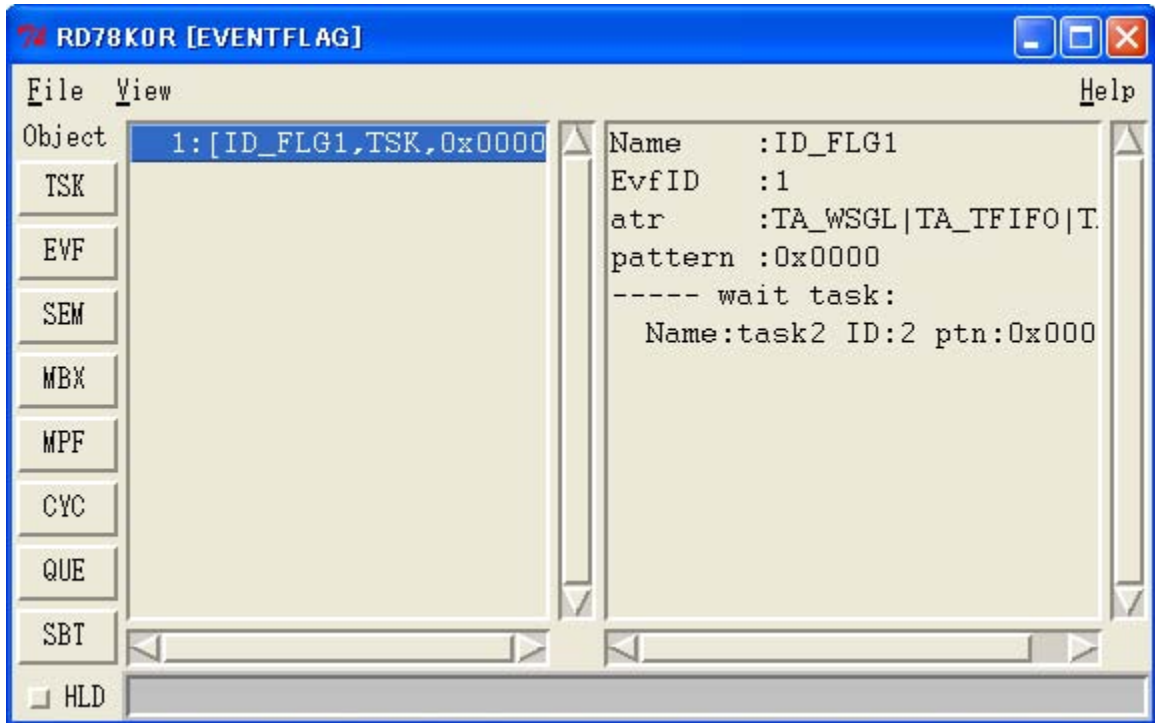 RD78K0R [EVENTFLAG]
File View Help
Object
TSK
EVF
SEM
MBX
MPF
CYC
QUE
SBT
HLD
1:[ID_FLG1,TSK,0x0000
Name :ID_FLG1
EvfID :1
atr :TA_WSGL|TA_TFIFO|T
pattern :0x0000
----- wait task:
Name:task2 ID:2 ptn:0x000